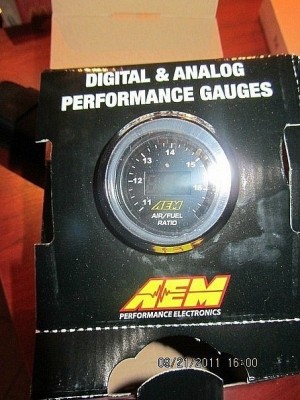 DIGITAL & ANALOG
PERFORMANCE GAUGES
11 12 13 14 15 16
AEM
AIR/FUEL
RATIO
AEM
PERFORMANCE ELECTRONICS
09/21/2011 16:00